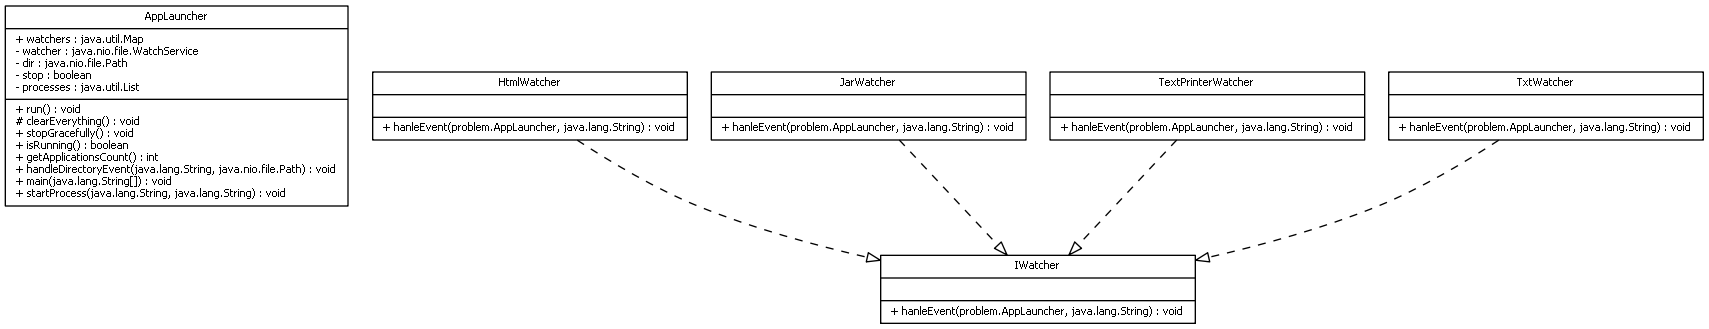 AppLauncher
+ watchers : java.util.Map
- watcher : java.nio.file.WatchService
- dir : java.nio.file.Path
- stop : boolean
- processes : java.util.List
+ run() : void
# clearEverything() : void
+ stopGracefully() : void
+ isRunning() : boolean
+ getApplicationsCount() : int
+ handleDirectoryEvent(java.lang.String, java.nio.file.Path) : void
+ main(java.lang.String[]) : void
+ startProcess(java.lang.String, java.lang.String) : void
HtmlWatcher
+ hanleEvent(problem.AppLauncher, java.lang.String) : void
JarWatcher
+ hanleEvent(problem.AppLauncher, java.lang.String) : void
TextPrinterWatcher
+ hanleEvent(problem.AppLauncher, java.lang.String) : void
TxtWatcher
+ hanleEvent(problem.AppLauncher, java.lang.String) : void
IWatcher
+ hanleEvent(problem.AppLauncher, java.lang.String) : void